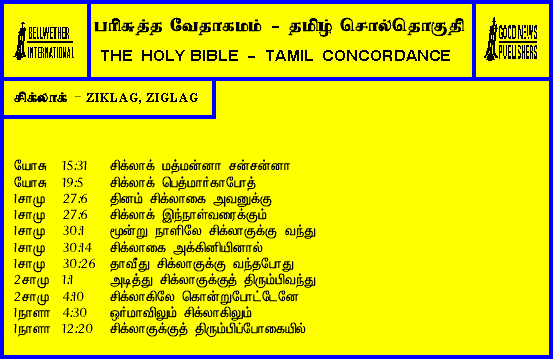 BELLWETHER
INTERNATIONAL
பரிசுத்த வேதாகமம் - தமிழ் சொல்தொகுதி
THE HOLY BIBLE - TAMIL CONCORDANCE
GOOD NEWS
PUBLISHERS
சிக்லாக் - ZIKLAG, ZIGLAG
யோசு 15:31 சிக்லாக் மத்மன்னா சன்சன்னா
யோசு 19:5 சிக்லாக் பெத்மார்காபோத்
1சாமு 27:6 தினம் சிக்லாகை அவனுக்கு
1சாமு 27:6 சிக்லாக் இந்நாள்வரைக்கும்
1சாமு 30:1 மூன்று நாளிலே சிக்லாகுக்கு வந்து
1சாமு 30:14 சிக்லாகை அக்கினியினால்
1சாமு 30:26 தாவீது சிக்லாகுக்கு வந்தபோது
2சாமு 1:1 அடித்து சிக்லாகுக்குத் திரும்பிவந்து
2சாமு 4:10 சிக்லாகிலே கொன்றுபோட்டேனே
1நாளா 4:30 ஒர்மாவிலும் சிக்லாகிலும்
1நாளா 12:20 சிக்லாகுக்குத் திரும்பிப்போகையில்